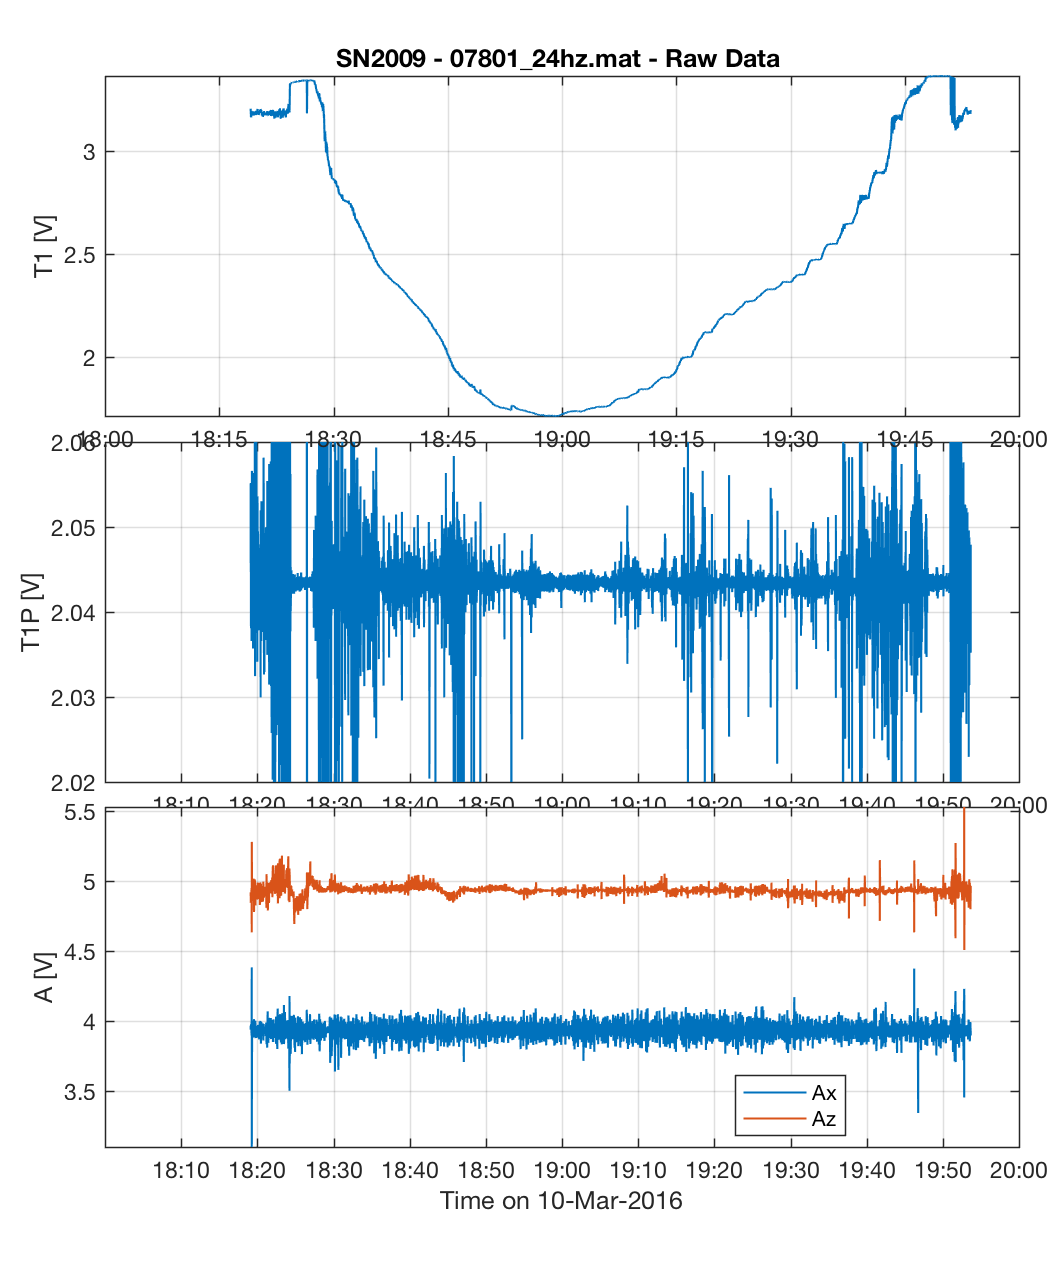 SN2009 - 07801_24hz.mat - Raw Data
T1 [V]
3
2.5
2
18:00 18:15 18:30 18:45 19:00 19:15 19:30 19:45 20:00
T1P [V]
2.06
2.05
2.04
2.03
2.02
18:10 18:20 18:30 18:40 18:50 19:00 19:10 19:20 19:30 19:40 19:50 20:00
A [V]
5.5
5
4.5
4
3.5
Ax
Az
18:10 18:20 18:30 18:40 18:50 19:00 19:10 19:20 19:30 19:40 19:50 20:00
Time on 10-Mar-2016